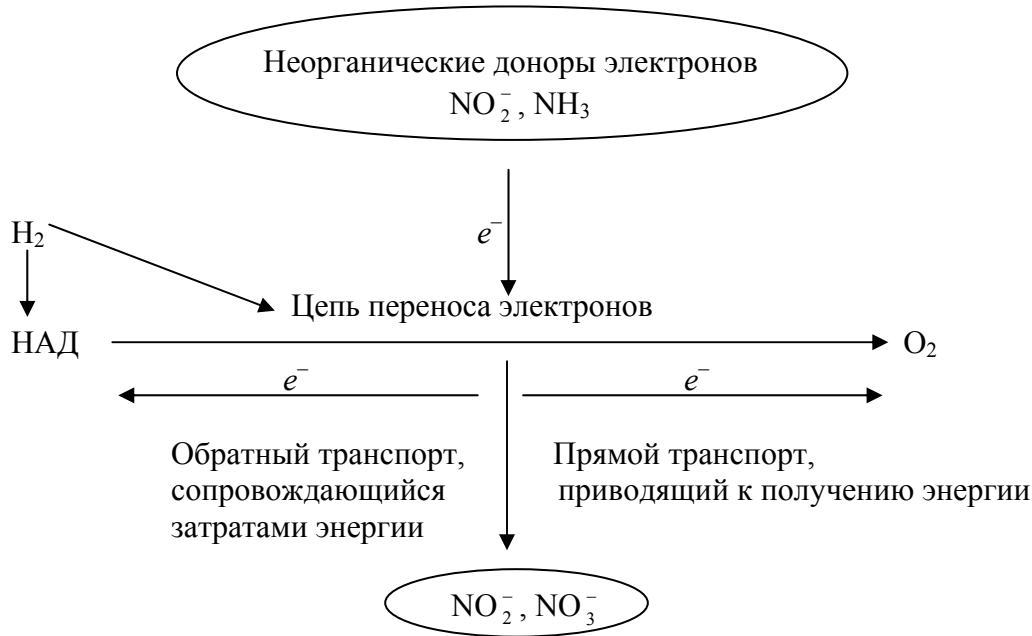 Неорганические доноры электронов
NO₂⁻, NH₃
H₂
e⁻
Цепь переноса электронов
НАД
O₂
e⁻
e⁻
Обратный транспорт,
сопровождающийся
затратами энергии
Прямой транспорт,
приводящий к получению энергии
NO₂⁻, NO₃⁻